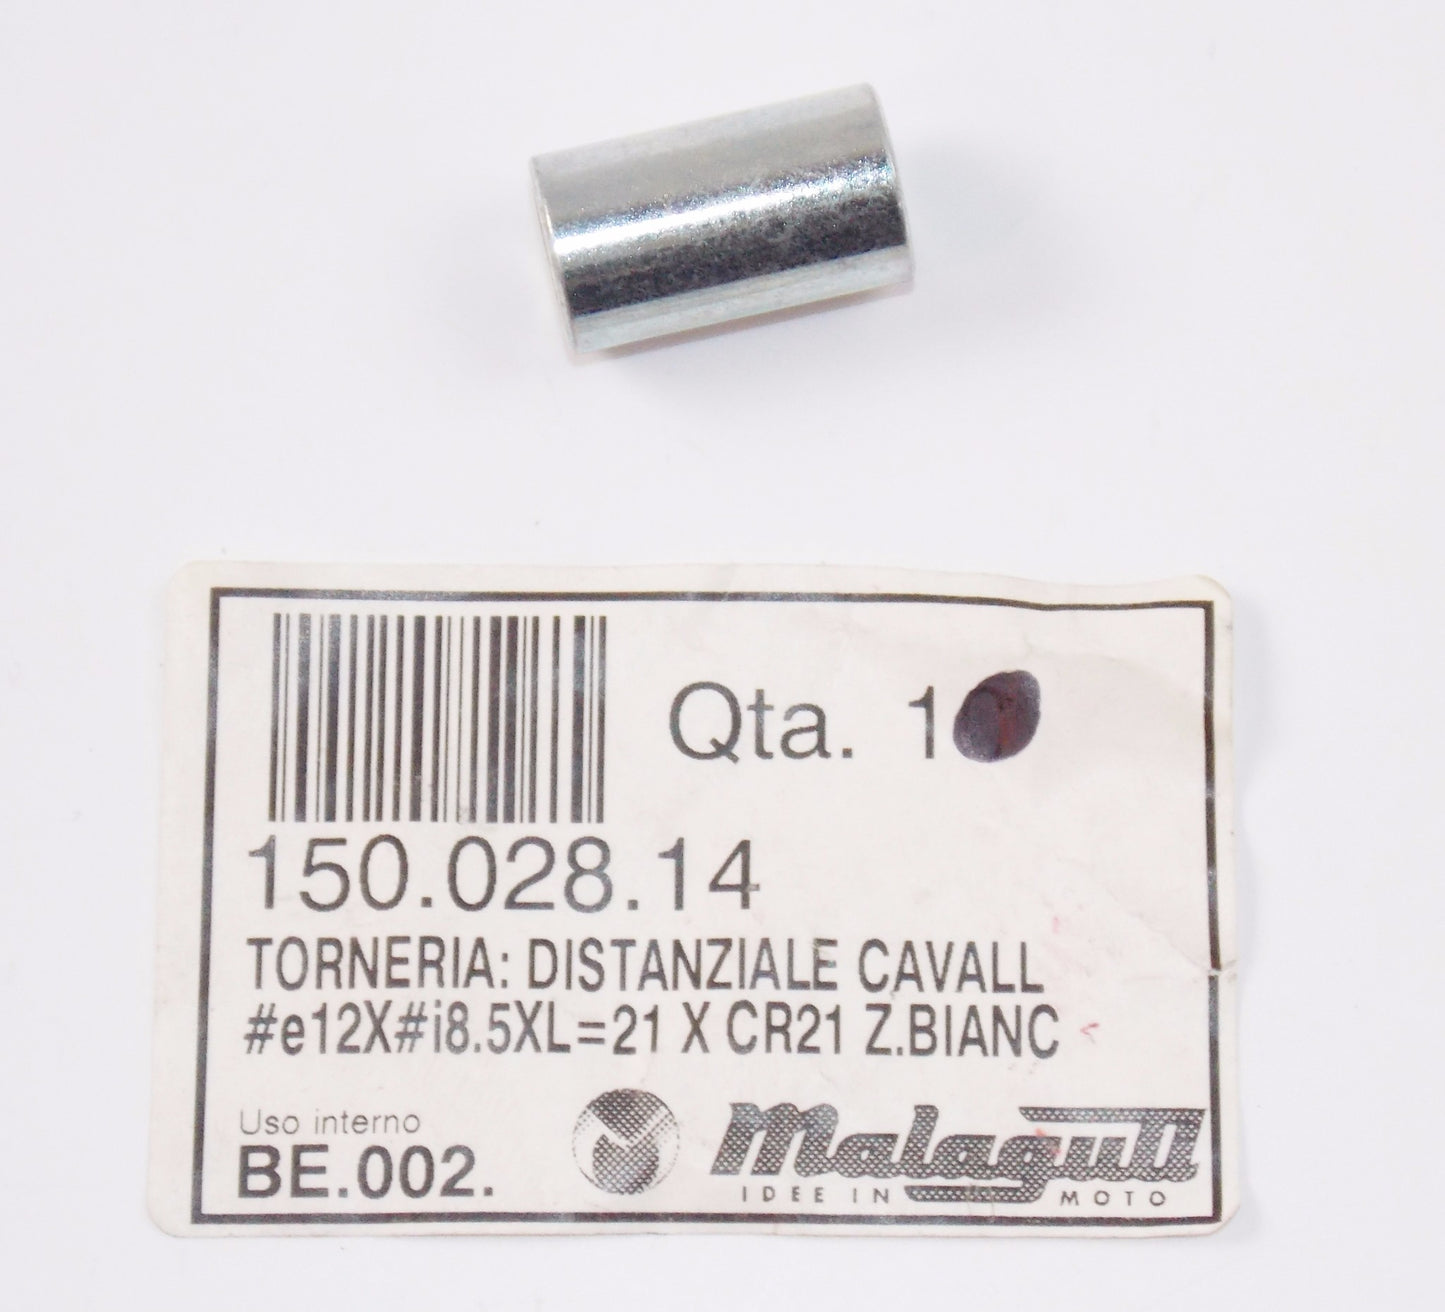 Qta. 1
150.028.14
TORNERIA: DISTANZIALE CAVALL
#e12X#i8.5XL=21 X CR21 Z.BIANC
Uso interno
BE.002.
Malaguti
IDEE IN MOTO